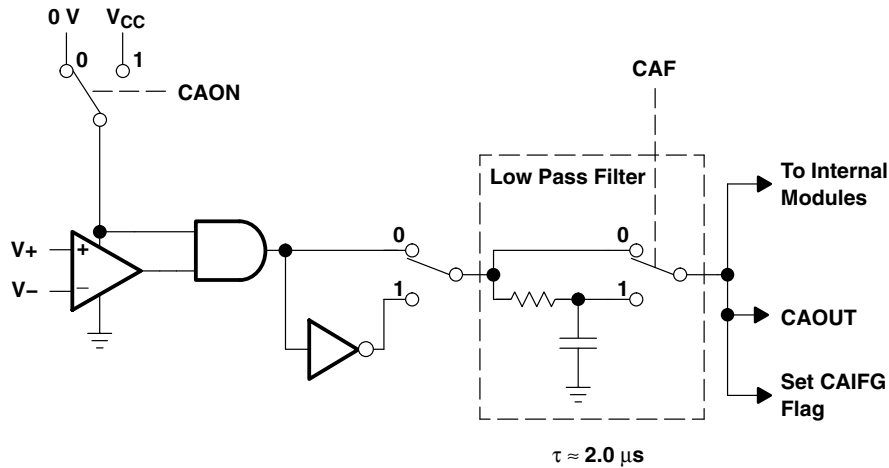 0 V VCC
0 1
CAON
CAF
Low Pass Filter
To Internal
Modules
0 0
V+ +
V− −
1 1
CAOUT
Set CAIFG
Flag
τ ≈ 2.0 μs